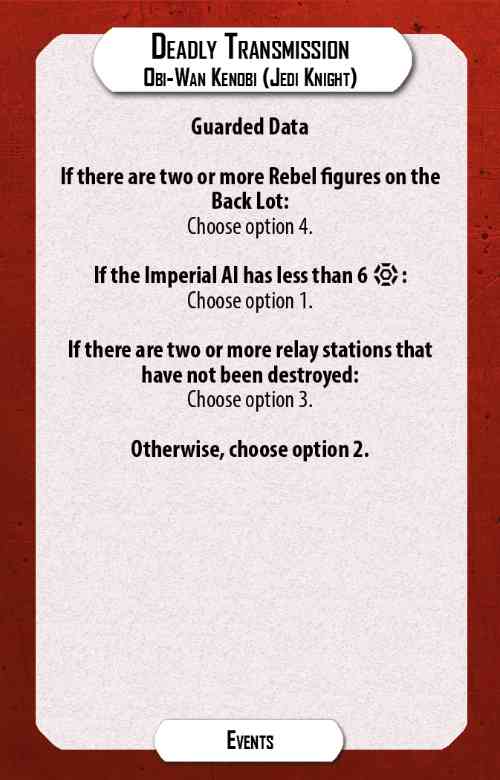 Deadly Transmission
Obi-Wan Kenobi (Jedi Knight)
Guarded Data
If there are two or more Rebel figures on the
Back Lot:
Choose option 4.
If the Imperial AI has less than 6 :
Choose option 1.
If there are two or more relay stations that
have not been destroyed:
Choose option 3.
Otherwise, choose option 2.
Events